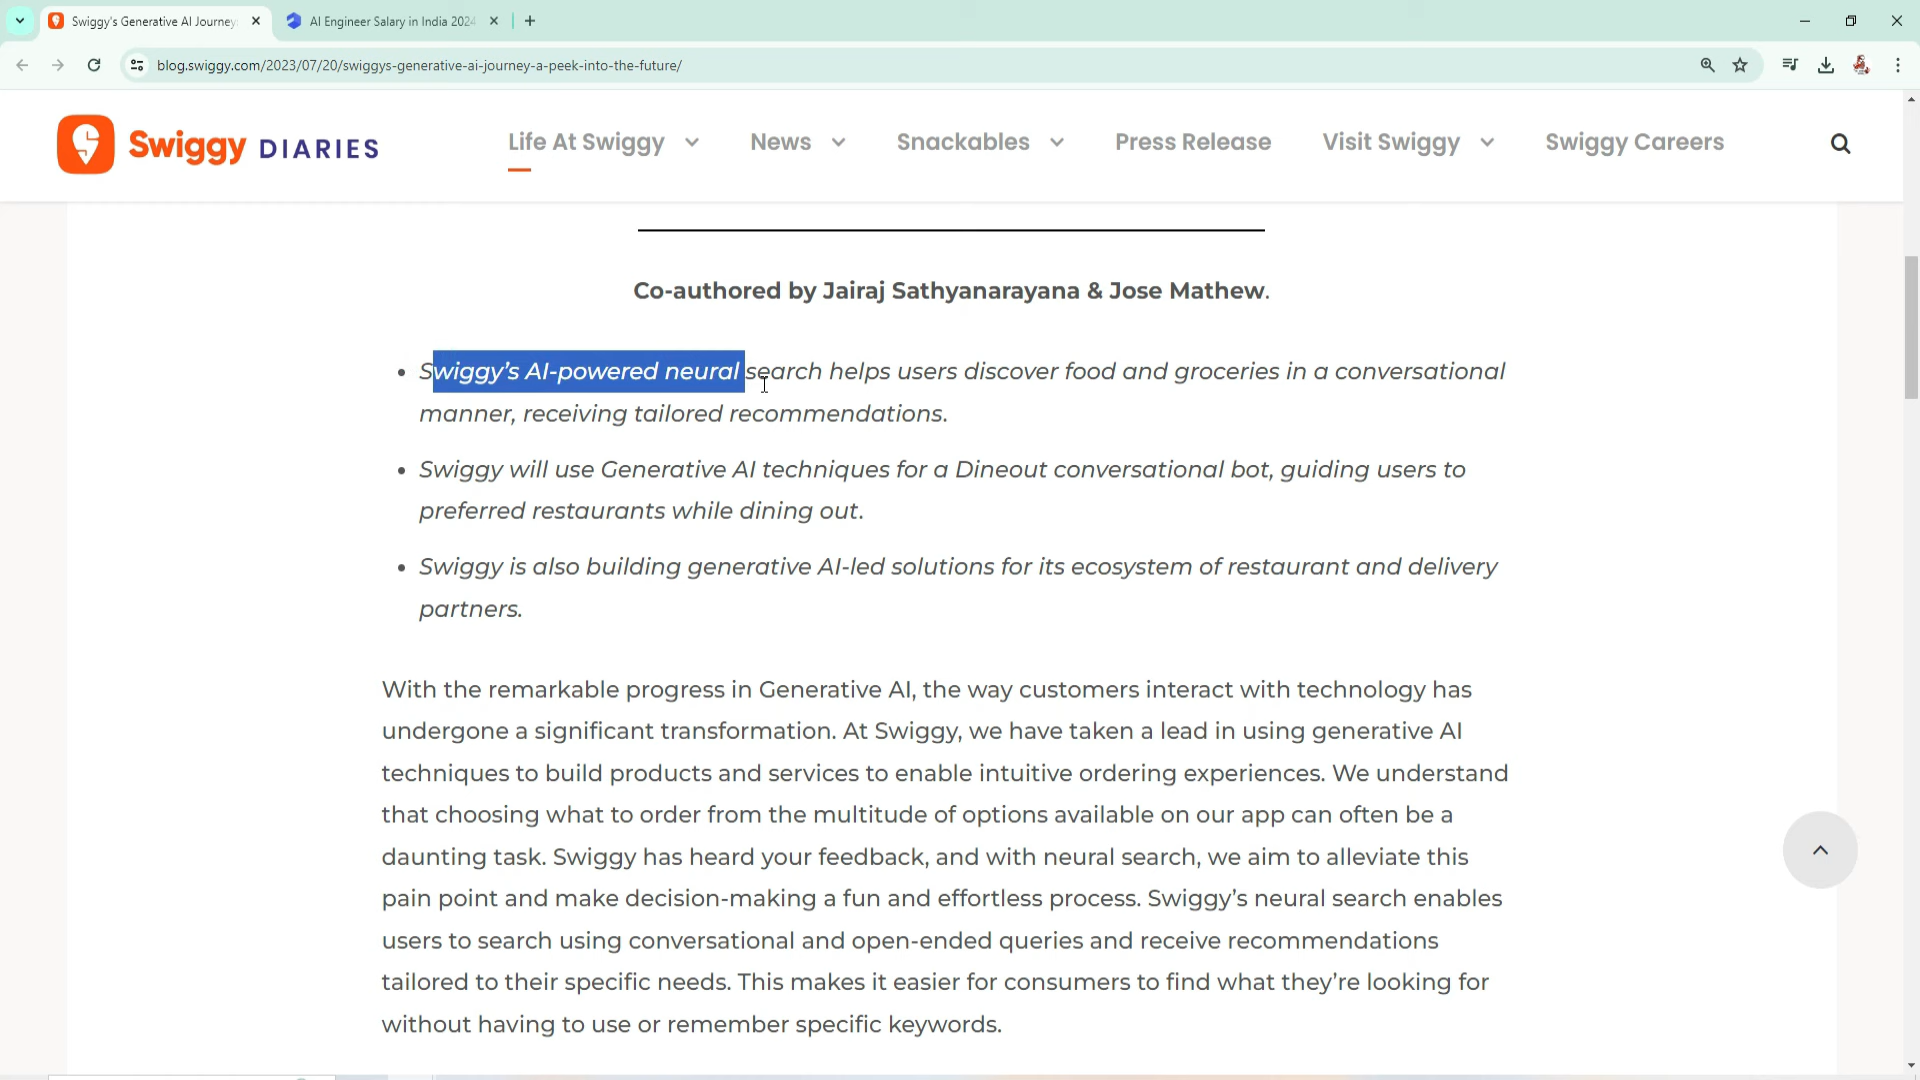 Swiggy's Generative AI Journey:
AI Engineer Salary in India 2024
blog.swiggy.com/2023/07/20/swiggys-generative-ai-journey-a-peek-into-the-future/
Swiggy DIARIES
Life At Swiggy
News
Snackables
Press Release
Visit Swiggy
Swiggy Careers
Co-authored by Jairaj Sathyanarayana & Jose Mathew.
• Swiggy’s AI-powered neural search helps users discover food and groceries in a conversational
manner, receiving tailored recommendations.
• Swiggy will use Generative AI techniques for a Dineout conversational bot, guiding users to
preferred restaurants while dining out.
• Swiggy is also building generative AI-led solutions for its ecosystem of restaurant and delivery
partners.
With the remarkable progress in Generative AI, the way customers interact with technology has
undergone a significant transformation. At Swiggy, we have taken a lead in using generative AI
techniques to build products and services to enable intuitive ordering experiences. We understand
that choosing what to order from the multitude of options available on our app can often be a
daunting task. Swiggy has heard your feedback, and with neural search, we aim to alleviate this
pain point and make decision-making a fun and effortless process. Swiggy’s neural search enables
users to search using conversational and open-ended queries and receive recommendations
tailored to their specific needs. This makes it easier for consumers to find what they’re looking for
without having to use or remember specific keywords.